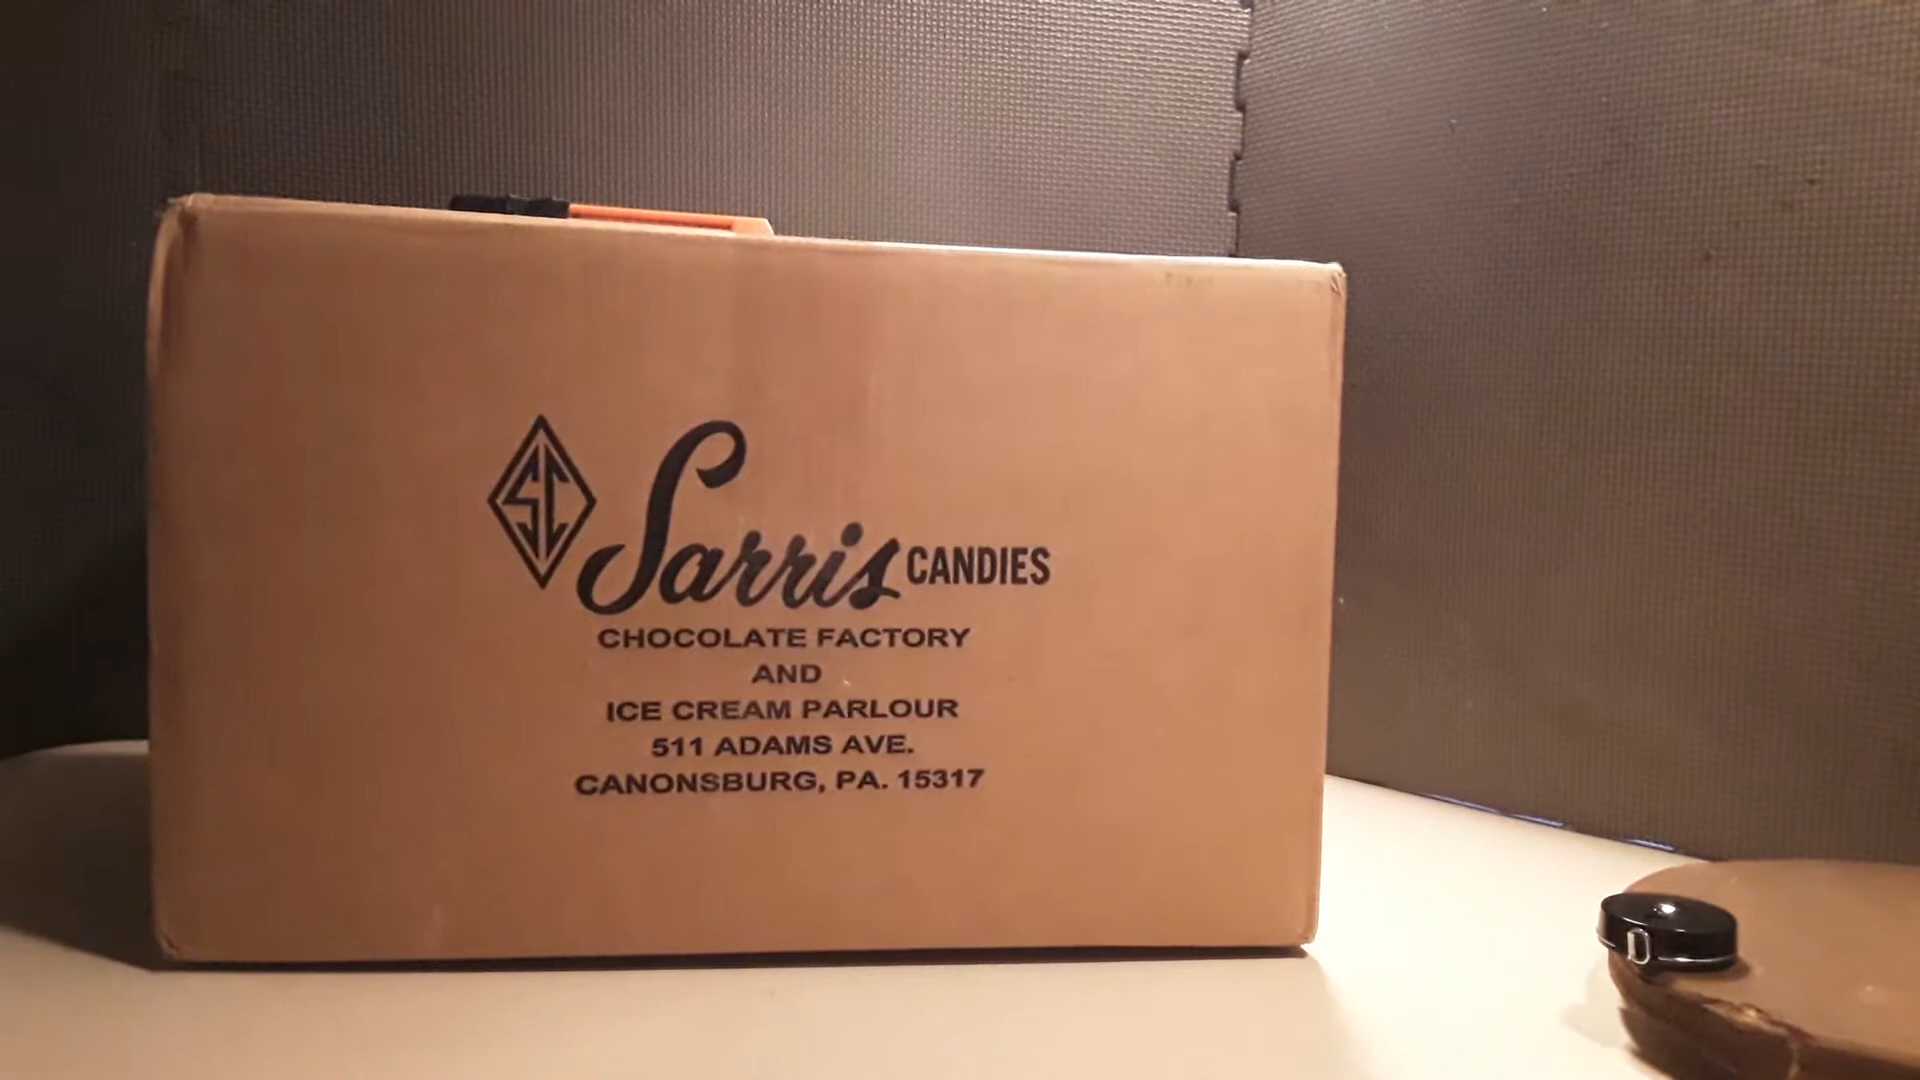 SC Sarris CANDIES
CHOCOLATE FACTORY
AND
ICE CREAM PARLOUR
511 ADAMS AVE.
CANONSBURG, PA. 15317